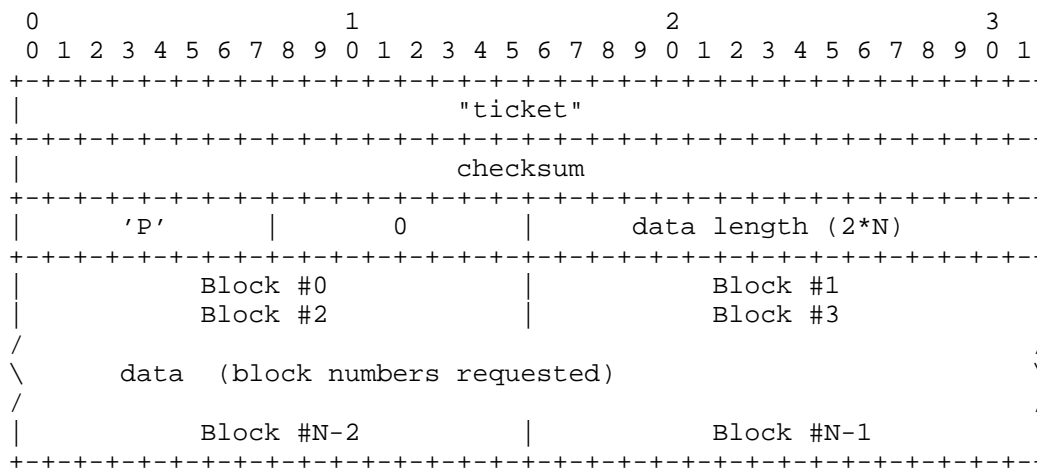 0                   1                   2                   3
0 1 2 3 4 5 6 7 8 9 0 1 2 3 4 5 6 7 8 9 0 1 2 3 4 5 6 7 8 9 0 1
+-+-+-+-+-+-+-+-+-+-+-+-+-+-+-+-+-+-+-+-+-+-+-+-+-+-+-+-+-+-+-+-
|                           "ticket"
+-+-+-+-+-+-+-+-+-+-+-+-+-+-+-+-+-+-+-+-+-+-+-+-+-+-+-+-+-+-+-+-
|                           checksum
+-+-+-+-+-+-+-+-+-+-+-+-+-+-+-+-+-+-+-+-+-+-+-+-+-+-+-+-+-+-+-+-
|      ’P’      |       0       |      data length (2*N)
+-+-+-+-+-+-+-+-+-+-+-+-+-+-+-+-+-+-+-+-+-+-+-+-+-+-+-+-+-+-+-+-
|           Block #0            |           Block #1
|           Block #2            |           Block #3
/                                                               /
\      data  (block numbers requested)                          \
/                                                               /
|           Block #N-2          |           Block #N-1
+-+-+-+-+-+-+-+-+-+-+-+-+-+-+-+-+-+-+-+-+-+-+-+-+-+-+-+-+-+-+-+-